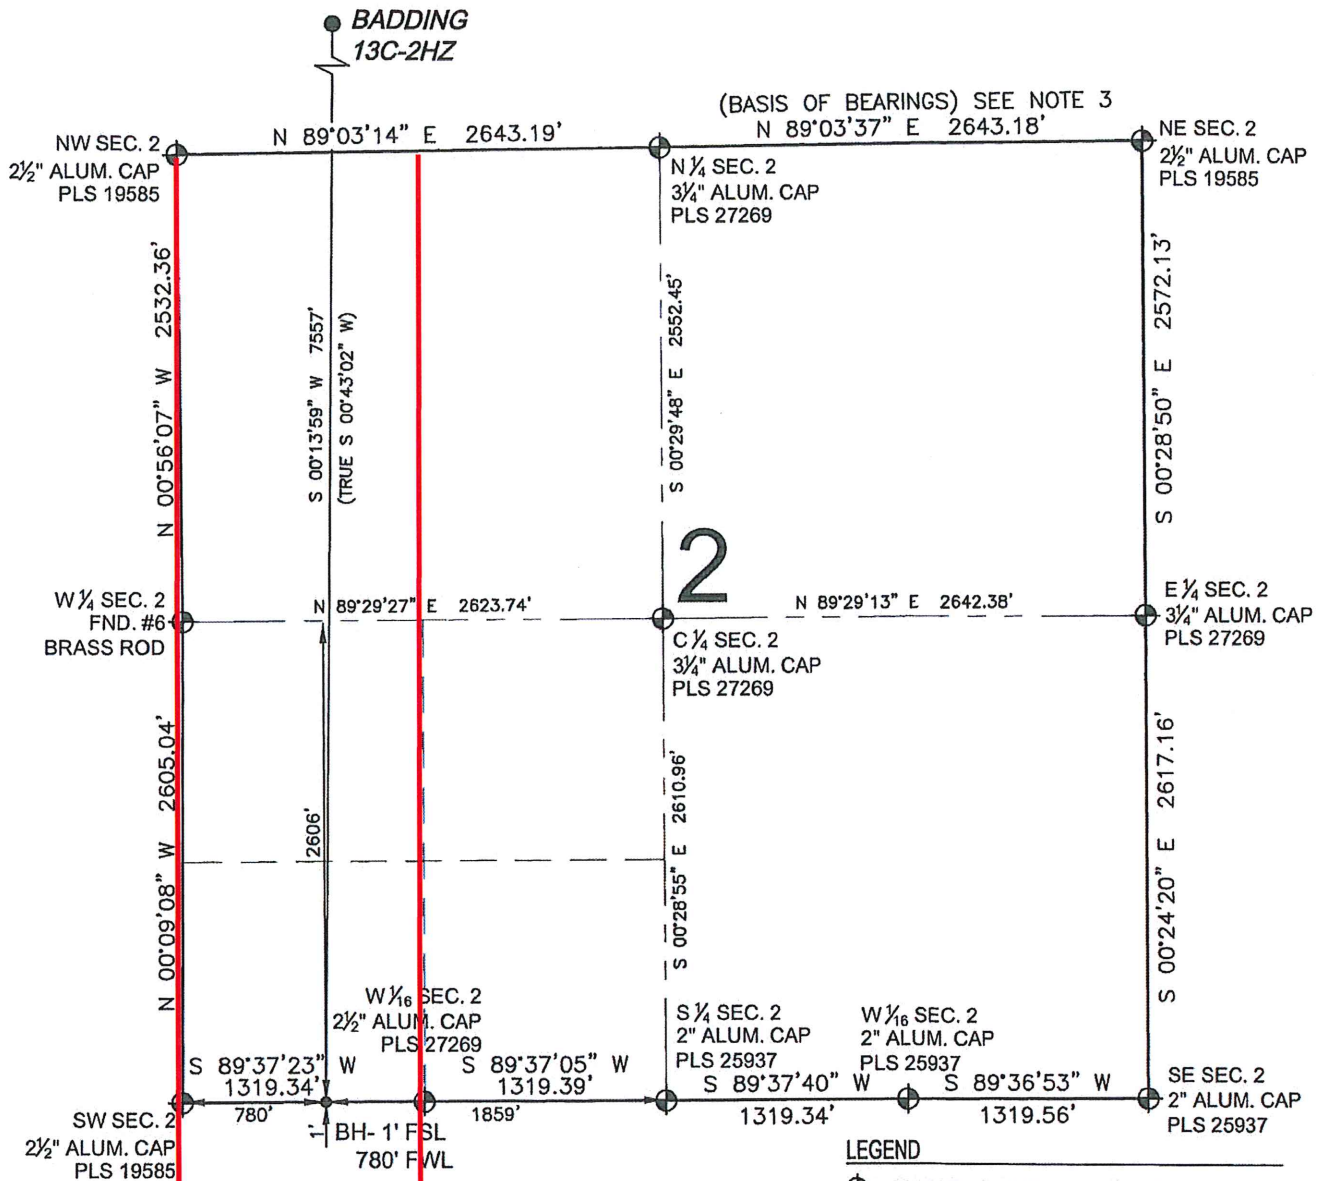 BADDING
13C-2HZ
(BASIS OF BEARINGS) SEE NOTE 3
N 89°03'14" E 2643.19'
N 89°03'37" E 2643.18'
NW SEC. 2
2½" ALUM. CAP
PLS 19585
N ¼ SEC. 2
3¼" ALUM. CAP
PLS 27269
NE SEC. 2
2½" ALUM. CAP
PLS 19585
N 00°56'07" W 2532.36'
S 00°13'59" W 7557'
(TRUE S 00°43'02" W)
S 00°29'48" E 2552.45'
S 00°28'50" E 2572.13'
2
W ¼ SEC. 2
FND. #6
BRASS ROD
N 89°29'27" E 2623.74'
N 89°29'13" E 2642.38'
C ¼ SEC. 2
3¼" ALUM. CAP
PLS 27269
E ¼ SEC. 2
3¼" ALUM. CAP
PLS 27269
N 00°09'08" W 2605.04'
2606'
S 00°28'55" E 2610.96'
S 00°24'20" E 2617.16'
W 1⁄16 SEC. 2
2½" ALUM. CAP
PLS 27269
S ¼ SEC. 2
2" ALUM. CAP
PLS 25937
W 1⁄16 SEC. 2
2" ALUM. CAP
PLS 25937
S 89°37'23" W
1319.34'
S 89°37'05" W
1319.39'
S 89°37'40" W
1319.34'
S 89°36'53" W
1319.56'
SE SEC. 2
2" ALUM. CAP
PLS 25937
780'
1859'
SW SEC. 2
2½" ALUM. CAP
PLS 19585
1'
BH- 1' FSL
780' FWL
LEGEND